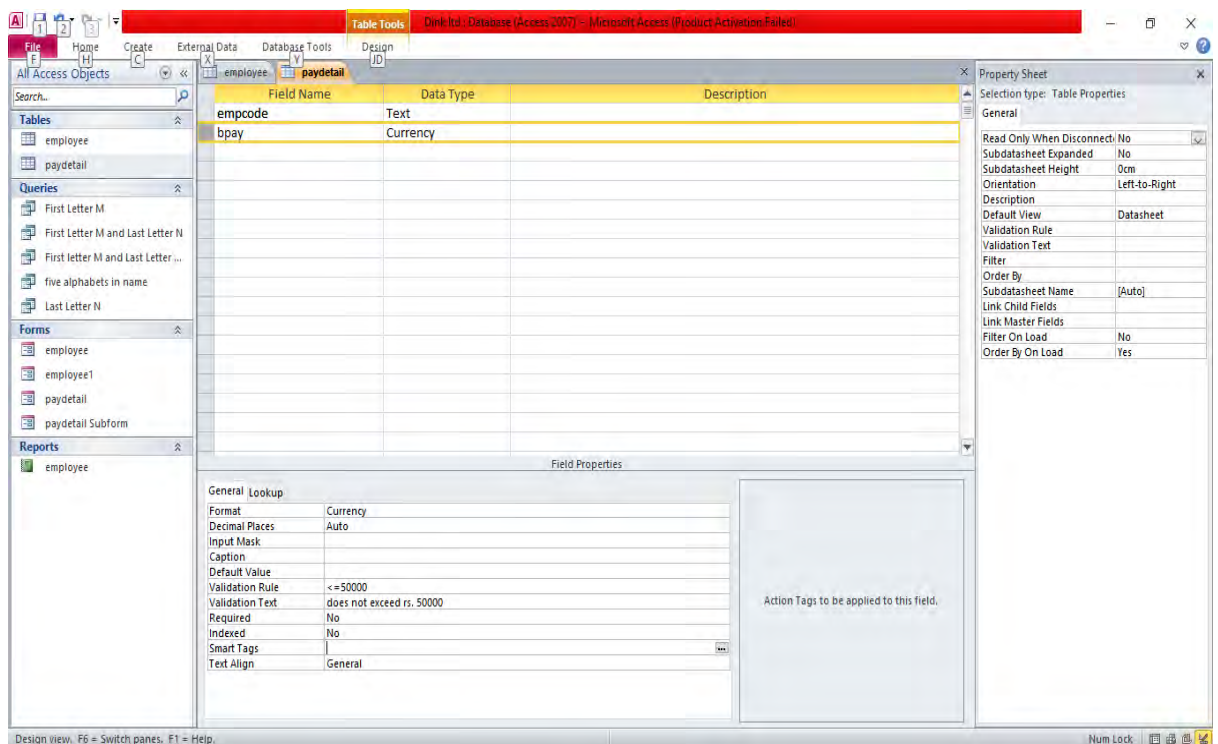 A 1 2 3 Table Tools Dink ltd : Database (Access 2007) - Microsoft Access (Product Activation Failed)
File Home Create External Data Database Tools Design
F H C X Y JD
All Access Objects «
employee paydetail ×
Search...
Tables
employee
paydetail
Queries
First Letter M
First Letter M and Last Letter N
First letter M and Last Letter ...
five alphabets in name
Last Letter N
Forms
employee
employee1
paydetail
paydetail Subform
Reports
employee
Field Name Data Type Description
empcode Text
bpay Currency
Field Properties
General Lookup
Format Currency
Decimal Places Auto
Input Mask
Caption
Default Value
Validation Rule <=50000
Validation Text does not exceed rs. 50000
Required No
Indexed No
Smart Tags ...
Text Align General
Action Tags to be applied to this field.
Property Sheet ×
Selection type: Table Properties
General
Read Only When Disconnect No
Subdatasheet Expanded No
Subdatasheet Height 0cm
Orientation Left-to-Right
Description
Default View Datasheet
Validation Rule
Validation Text
Filter
Order By
Subdatasheet Name [Auto]
Link Child Fields
Link Master Fields
Filter On Load No
Order By On Load Yes
Design view. F6 = Switch panes. F1 = Help. Num Lock